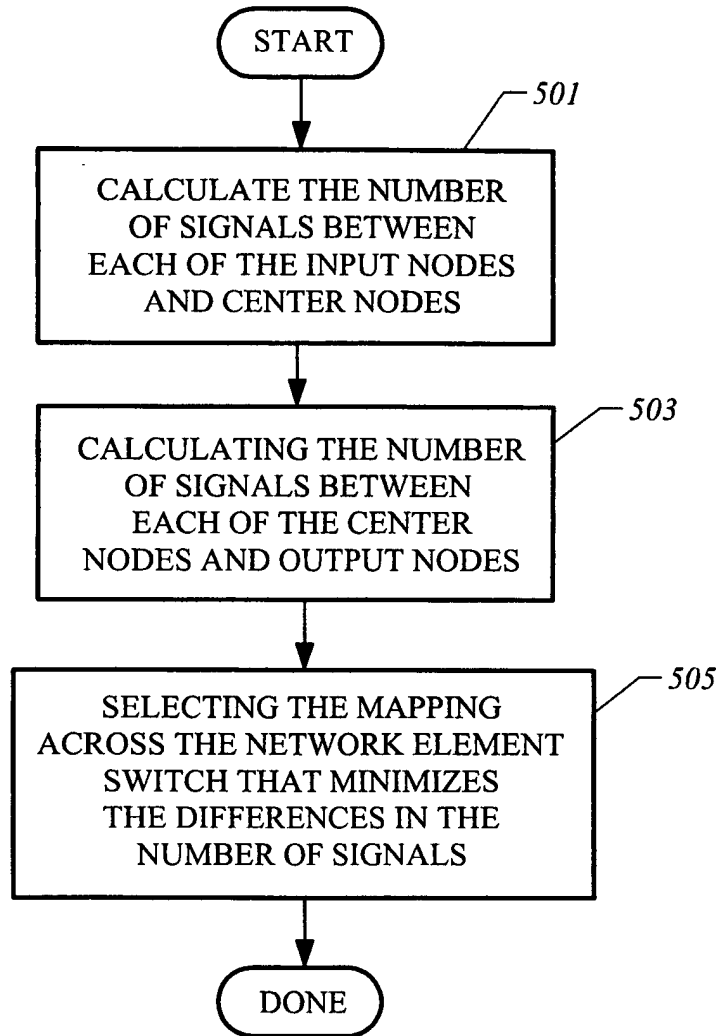 START
501
CALCULATE THE NUMBER
OF SIGNALS BETWEEN
EACH OF THE INPUT NODES
AND CENTER NODES
503
CALCULATING THE NUMBER
OF SIGNALS BETWEEN
EACH OF THE CENTER
NODES AND OUTPUT NODES
505
SELECTING THE MAPPING
ACROSS THE NETWORK ELEMENT
SWITCH THAT MINIMIZES
THE DIFFERENCES IN THE
NUMBER OF SIGNALS
DONE